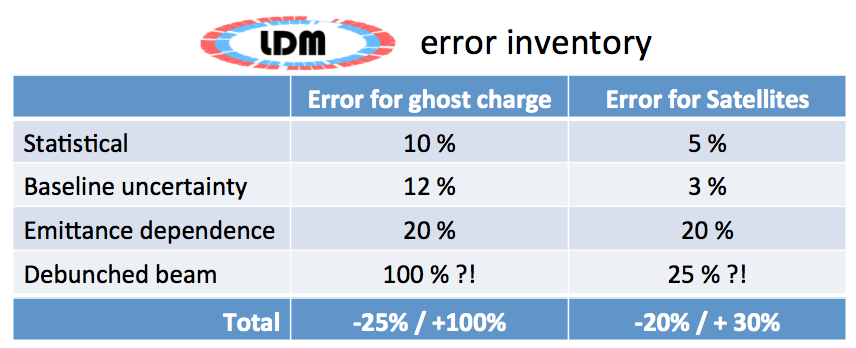 LDM error inventory
Error for ghost charge Error for Satellites
Statistical 10 % 5 %
Baseline uncertainty 12 % 3 %
Emittance dependence 20 % 20 %
Debunched beam 100 % ?! 25 % ?!
Total -25% / +100% -20% / + 30%